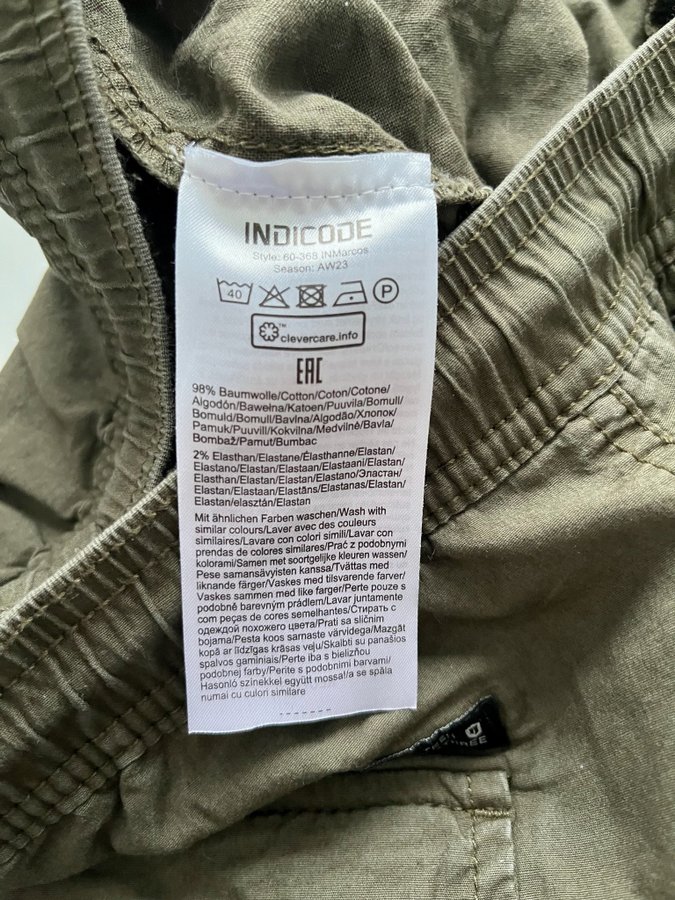 INDICODE
Style: 60-368 INMarcos
Season: AW23
40 P
™ clevercare.info
EAC
98% Baumwolle/Cotton/Coton/Cotone/
Algodón/Bawełna/Katoen/Puuvila/Bomull/
Bomuld/Bomull/Bavlna/Algodão/Хлопок/
Pamuk/Puuvill/Kokvilna/Medvilnė/Bavla/
Bombaž/Pamut/Bumbac
2% Elasthan/Elastane/Élasthanne/Elastan/
Elastano/Elastan/Elastaan/Elastaani/Elastan/
Elasthan/Elastan/Elastan/Elastano/Эластан/
Elastan/Elastaan/Elastāns/Elastanas/Elastan/
Elastan/elasztán/Elastan
Mit ähnlichen Farben waschen/Wash with
similar colours/Laver avec des couleurs
similaires/Lavare con colori simili/Lavar con
prendas de colores similares/Prać z podobnymi
kolorami/Samen met soortgelijke kleuren wassen/
Pese samansävyisten kanssa/Tvättas med
liknande färger/Vaskes med tilsvarende farver/
Vaskes sammen med like farger/Perte pouze s
podobně barevným prádlem/Lavar juntamente
com peças de cores semelhantes/Стирать с
одеждой похожего цвета/Prati sa sličnim
bojama/Pesta koos sarnaste värvidega/Mazgāt
kopā ar līdzīgas krāsas veļu/Skalbti su panašios
spalvos gaminiais/Perte iba s bielizňou
podobnej farby/Perite s podobnimi barvami/
Hasonló színekkel együtt mossa!/a se spăla
numai cu culori similare